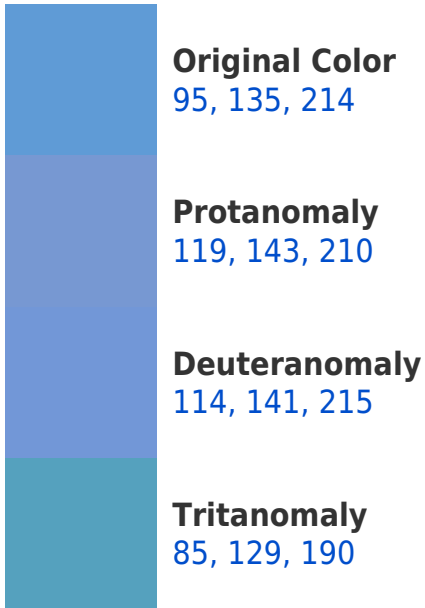 Original Color
95, 135, 214
Protanomaly
119, 143, 210
Deuteranomaly
114, 141, 215
Tritanomaly
85, 129, 190